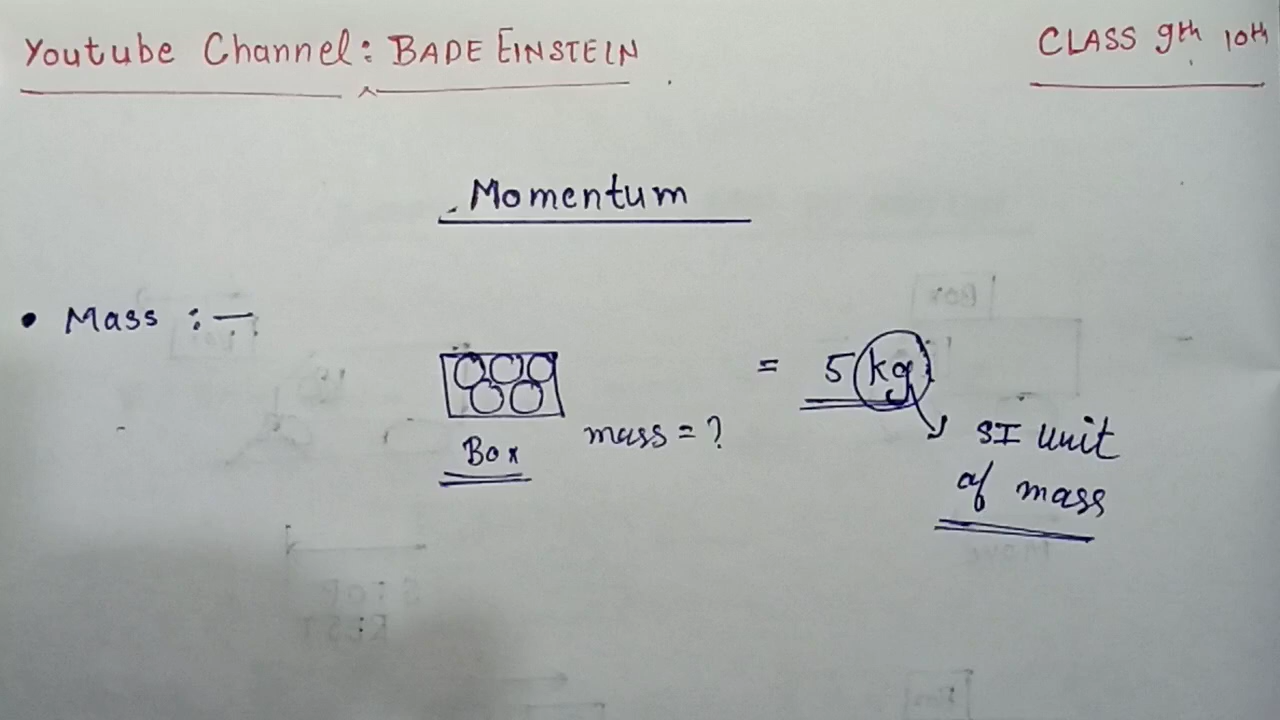 Youtube Channel: BADE EINSTEIN
CLASS 9th 10th
Momentum
• Mass :—
Box
mass = ?
= 5 kg
SI unit
of mass